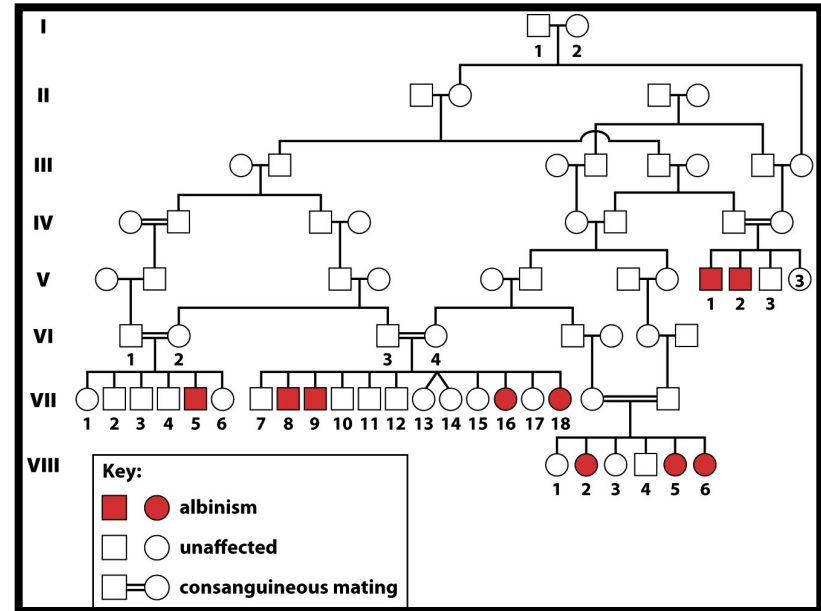 I
1 2
II
III
IV
V
3
1 2 3
VI
1 2 3 4
VII
1 2 3 4 5 6 7 8 9 10 11 12 13 14 15 16 17 18
VIII
1 2 3 4 5 6
Key:
albinism
unaffected
consanguineous mating